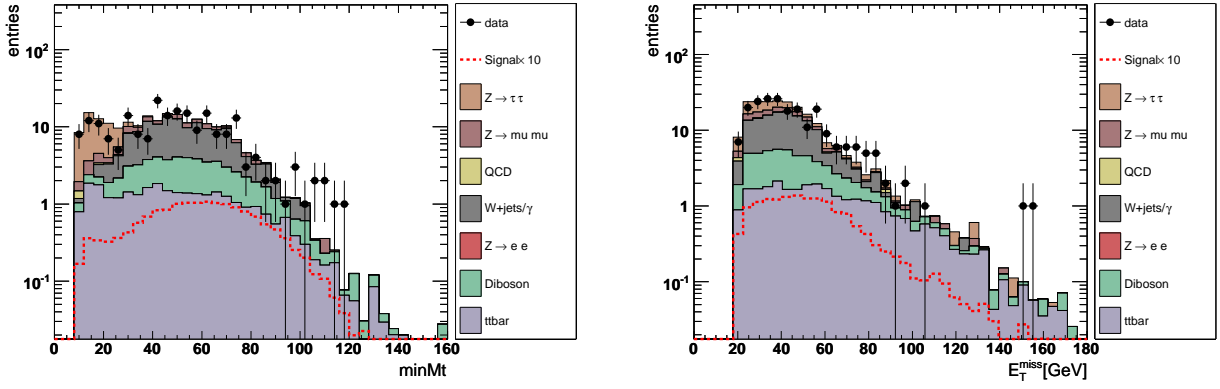 entries
10²
10
1
10⁻¹
0 20 40 60 80 100 120 140 160
minMt
data
Signal× 10
Z → τ τ
Z → mu mu
QCD
W+jets/γ
Z → e e
Diboson
ttbar
entries
10²
10
1
10⁻¹
0 20 40 60 80 100 120 140 160 180
E_T^miss[GeV]
data
Signal× 10
Z → τ τ
Z → mu mu
QCD
W+jets/γ
Z → e e
Diboson
ttbar